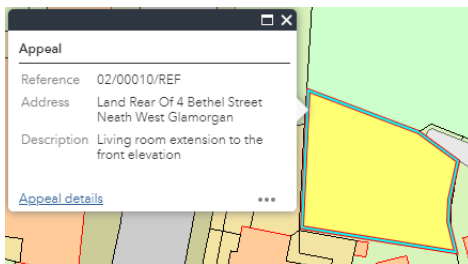 Appeal
Reference 02/00010/REF
Address Land Rear Of 4 Bethel Street
Neath West Glamorgan
Description Living room extension to the
front elevation
Appeal details